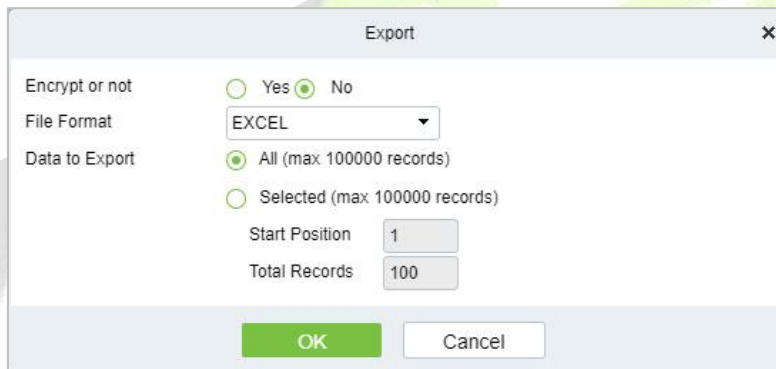 Export
Encrypt or not Yes No
File Format EXCEL
Data to Export All (max 100000 records)
Selected (max 100000 records)
Start Position 1
Total Records 100
OK Cancel